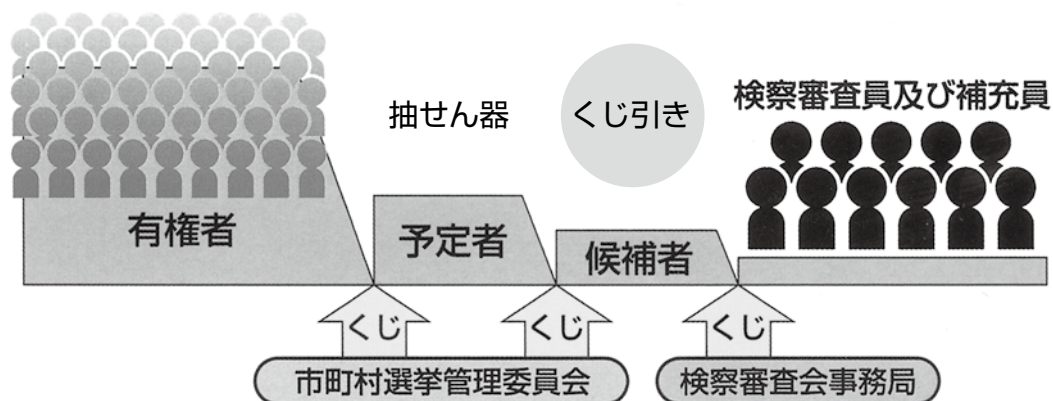 抽せん器
くじ引き
検察審査員及び補充員
有権者
予定者
候補者
くじ
くじ
くじ
市町村選挙管理委員会
検察審査会事務局